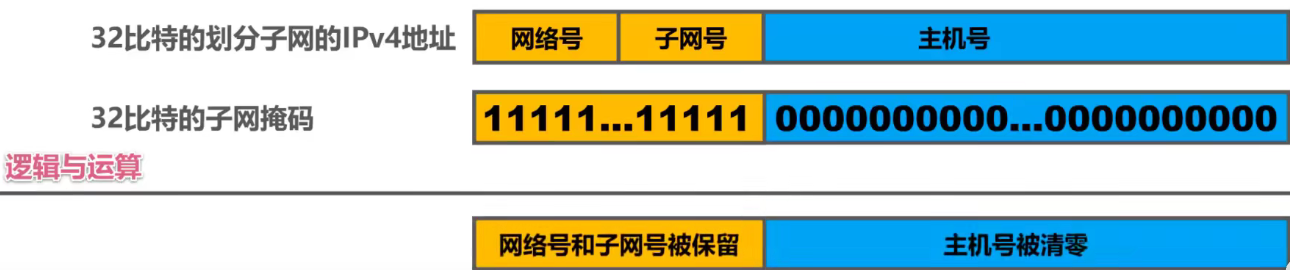 32比特的划分子网的IPv4地址 网络号 子网号 主机号
32比特的子网掩码 11111...11111 0000000000...0000000000
逻辑与运算
网络号和子网号被保留 主机号被清零